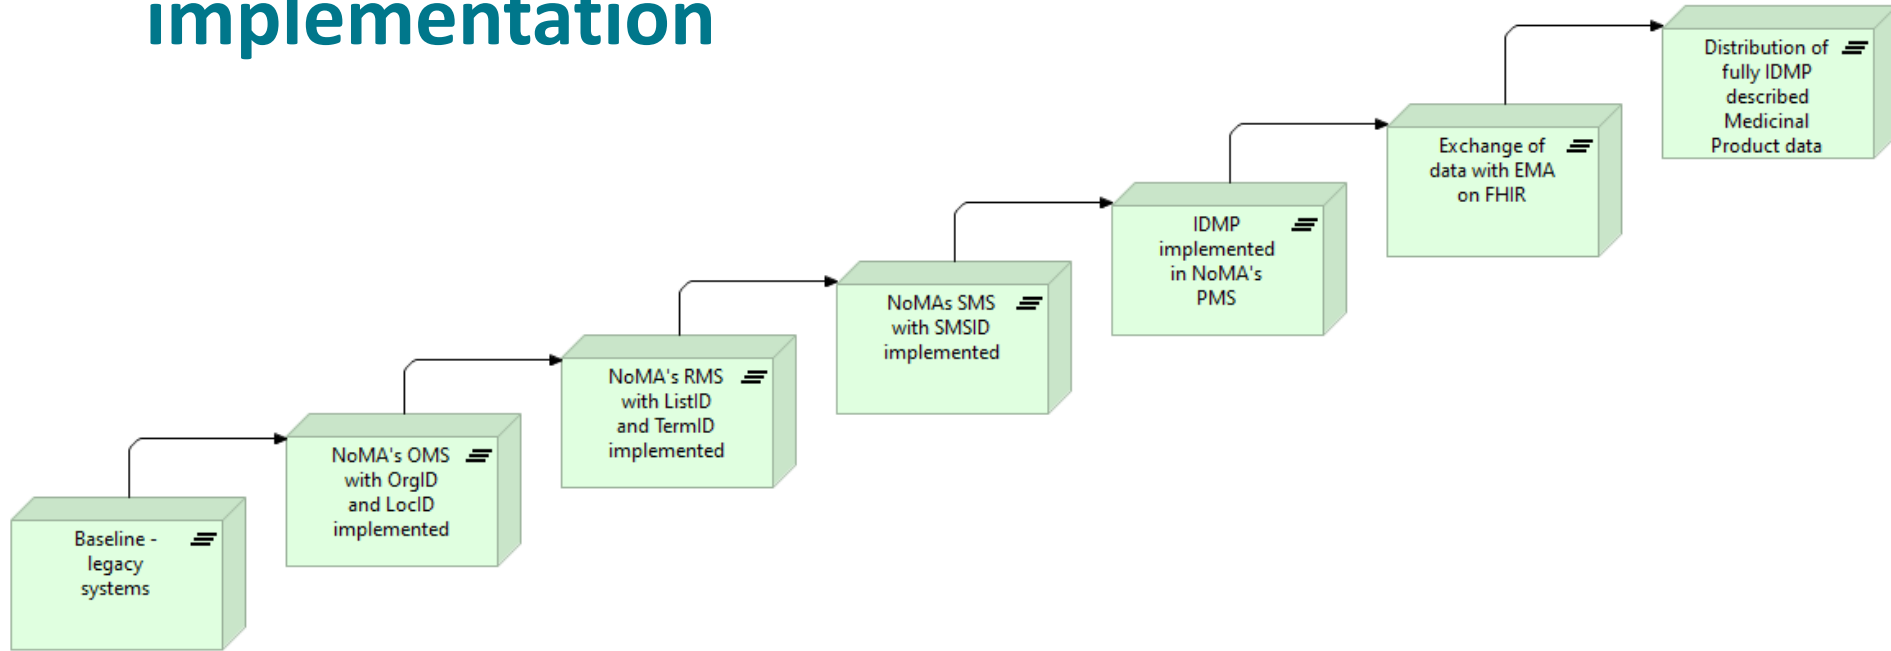 implementation
Baseline -
legacy
systems
NoMA's OMS
with OrgID
and LocID
implemented
NoMA's RMS
with ListID
and TermID
implemented
NoMAs SMS
with SMSID
implemented
IDMP
implemented
in NoMA's
PMS
Exchange of
data with EMA
on FHIR
Distribution of
fully IDMP
described
Medicinal
Product data